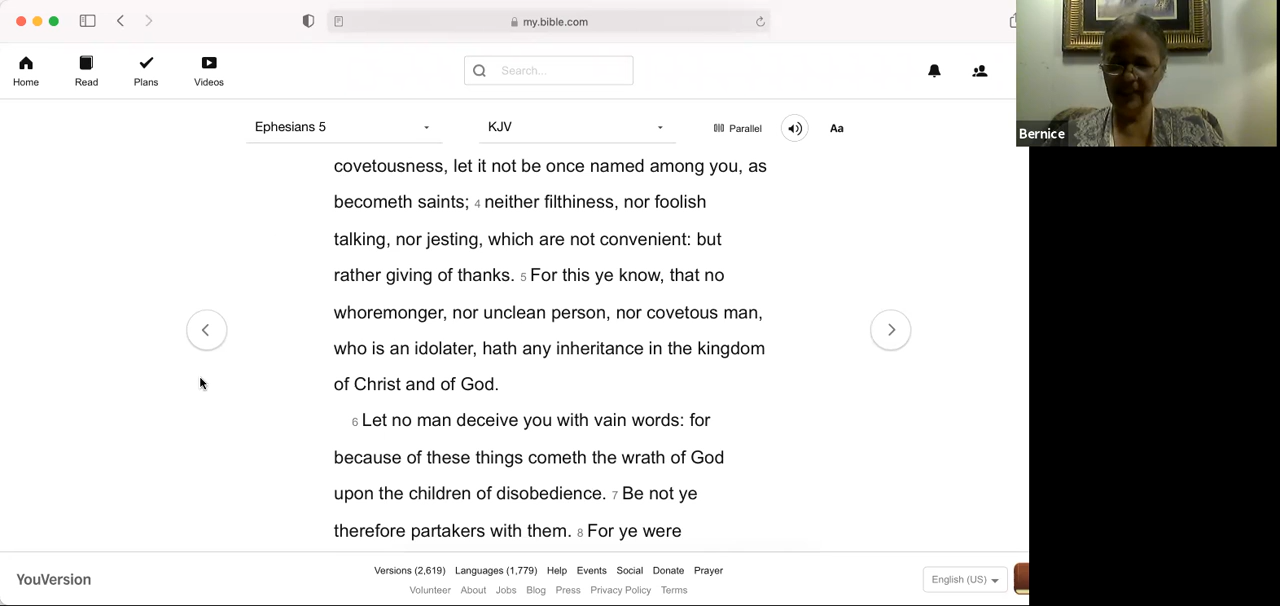 my.bible.com
Home
Read
Plans
Videos
Search...
Bernice
Ephesians 5
KJV
Parallel
Aa
covetousness, let it not be once named among you, as
becometh saints; 4 neither filthiness, nor foolish
talking, nor jesting, which are not convenient: but
rather giving of thanks. 5 For this ye know, that no
whoremonger, nor unclean person, nor covetous man,
who is an idolater, hath any inheritance in the kingdom
of Christ and of God.
6 Let no man deceive you with vain words: for
because of these things cometh the wrath of God
upon the children of disobedience. 7 Be not ye
therefore partakers with them. 8 For ye were
YouVersion
Versions (2,619) Languages (1,779) Help Events Social Donate Prayer
Volunteer About Jobs Blog Press Privacy Policy Terms
English (US)